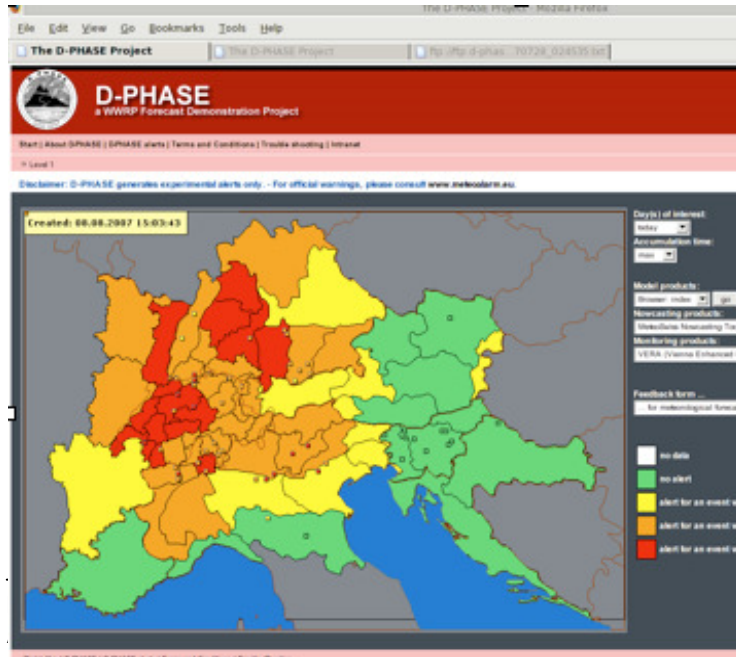 The D-PHASE Project - Mozilla Firefox
File Edit View Go Bookmarks Tools Help
The D-PHASE Project
The D-PHASE Project
D-PHASE
a WWRP Forecast Demonstration Project
Start | About D-PHASE | D-PHASE alerts | Terms and Conditions | Trouble shooting | Intranet
Level 1
Disclaimer: D-PHASE generates experimental alerts only. - For official warnings, please consult www.meteoalarm.eu.
Created: 08.08.2007 15:03:43
Day(s) of interest:
today
Accumulation time:
max
Model products:
Browser index
go
Nowcasting products:
Monitoring products:
VERA (Vienna Enhanced
Feedback form ...
... for meteorological foreca
no data
no alert
alert for an event w
alert for an event w
alert for an event w